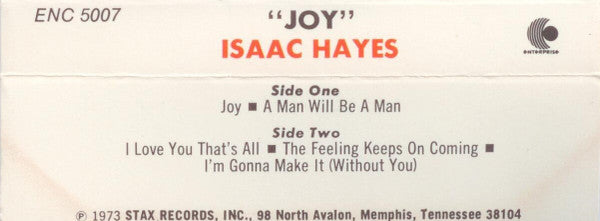 ENC 5007
"JOY"
ISAAC HAYES
ENTERPRISE
Side One
Joy ■ A Man Will Be A Man
Side Two
I Love You That's All ■ The Feeling Keeps On Coming ■
I'm Gonna Make It (Without You)
℗ 1973 STAX RECORDS, INC., 98 North Avalon, Memphis, Tennessee 38104